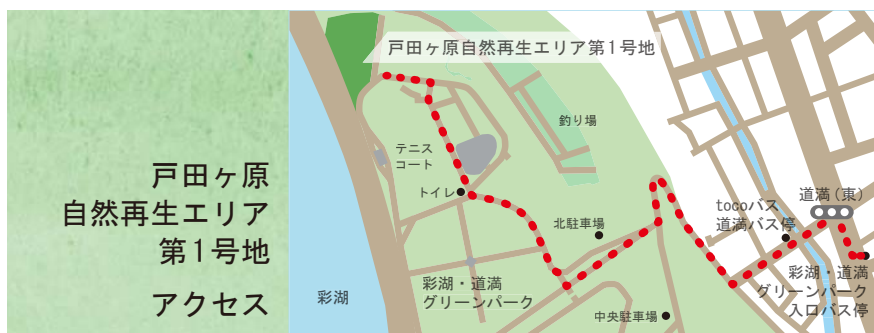 戸田ヶ原
自然再生エリア
第1号地
アクセス
戸田ヶ原自然再生エリア第1号地
釣り場
テニス
コート
トイレ
北駐車場
tocoバス
道満バス停
道満(東)
彩湖・道満
グリーンパーク
入口バス停
彩湖
彩湖・道満
グリーンパーク
中央駐車場